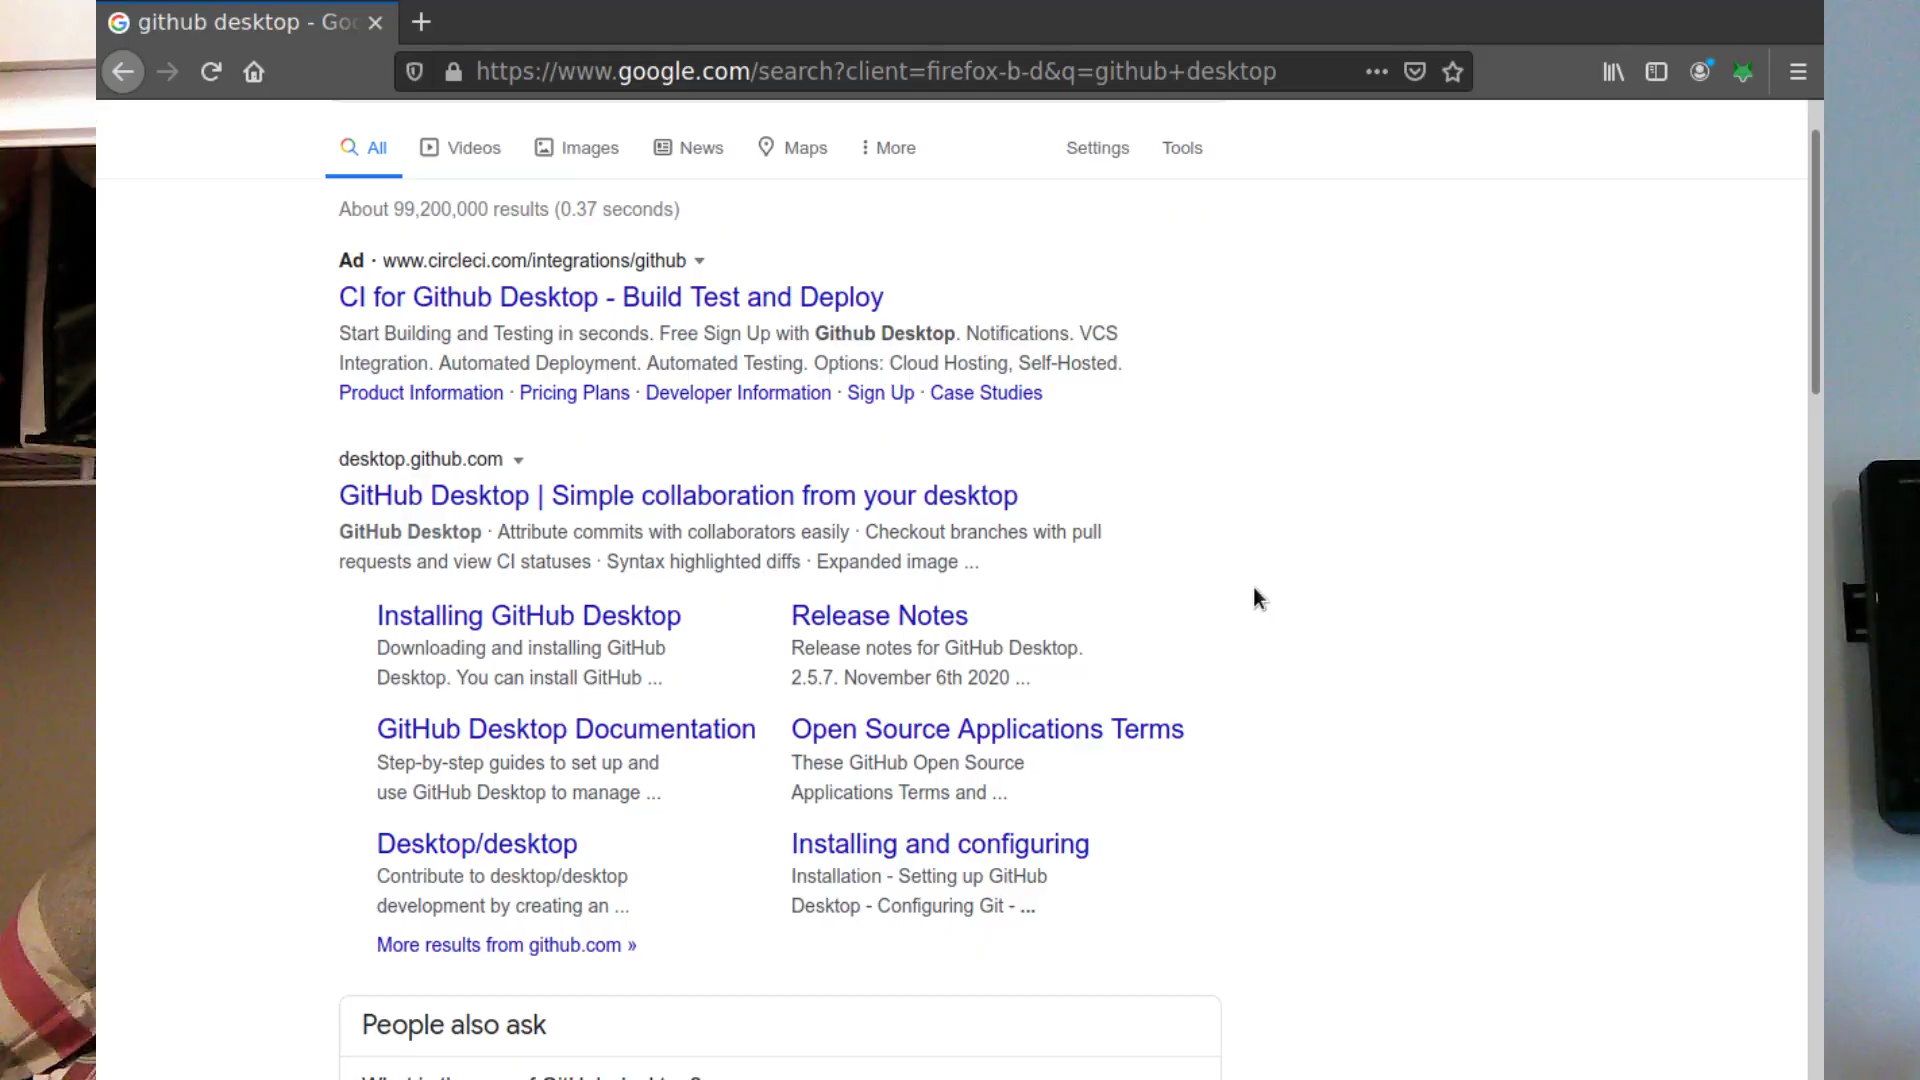 github desktop - Goo
https://www.google.com/search?client=firefox-b-d&q=github+desktop
All Videos Images News Maps More Settings Tools
About 99,200,000 results (0.37 seconds)
Ad · www.circleci.com/integrations/github
CI for Github Desktop - Build Test and Deploy
Start Building and Testing in seconds. Free Sign Up with Github Desktop. Notifications. VCS
Integration. Automated Deployment. Automated Testing. Options: Cloud Hosting, Self-Hosted.
Product Information · Pricing Plans · Developer Information · Sign Up · Case Studies
desktop.github.com
GitHub Desktop | Simple collaboration from your desktop
GitHub Desktop · Attribute commits with collaborators easily · Checkout branches with pull
requests and view CI statuses · Syntax highlighted diffs · Expanded image ...
Installing GitHub Desktop
Downloading and installing GitHub
Desktop. You can install GitHub ...
Release Notes
Release notes for GitHub Desktop.
2.5.7. November 6th 2020 ...
GitHub Desktop Documentation
Step-by-step guides to set up and
use GitHub Desktop to manage ...
Open Source Applications Terms
These GitHub Open Source
Applications Terms and ...
Desktop/desktop
Contribute to desktop/desktop
development by creating an ...
Installing and configuring
Installation - Setting up GitHub
Desktop - Configuring Git - ...
More results from github.com »
People also ask